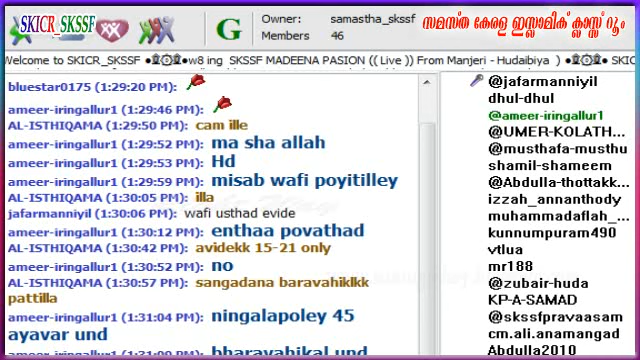 SKICR_SKSSF
Owner: samastha_skssf
Members 46
സമസ്ത കേരള ഇസ്ലാമിക് ക്ലാസ്സ് റൂം
Welcome to SKICR_SKSSF w8 ing SKSSF MADEENA PASION (( Live )) From Manjeri - Hudaibiya
bluestar0175 (1:29:20 PM):
ameer-iringallur1 (1:29:46 PM):
AL-ISTHIQAMA (1:29:50 PM): cam ille
ameer-iringallur1 (1:29:52 PM): ma sha allah
ameer-iringallur1 (1:29:53 PM): Hd
ameer-iringallur1 (1:29:59 PM): misab wafi poyitilley
AL-ISTHIQAMA (1:30:05 PM): illa
jafarmanniyil (1:30:06 PM): wafi usthad evide
ameer-iringallur1 (1:30:12 PM): enthaa povathad
AL-ISTHIQAMA (1:30:42 PM): avidekk 15-21 only
ameer-iringallur1 (1:30:52 PM): no
AL-ISTHIQAMA (1:30:57 PM): sangadana baravahiklkk
pattilla
ameer-iringallur1 (1:31:04 PM): ningalapoley 45
ayavar und
ameer-iringallur1 (1:31:09 PM): bharavahikal und
@jafarmanniyil
dhul-dhul
@ameer-iringallur1
@UMER-KOLATH...
@musthafa-musthu
shamil-shameem
@Abdulla-thottakk...
izzah_annanthody
muhammadaflah_...
kunnumpuram490
vtlua
mr188
@zubair-huda
KP-A-SAMAD
@skssfpravaasam
cm.ali.anamangad
Abdulla2010